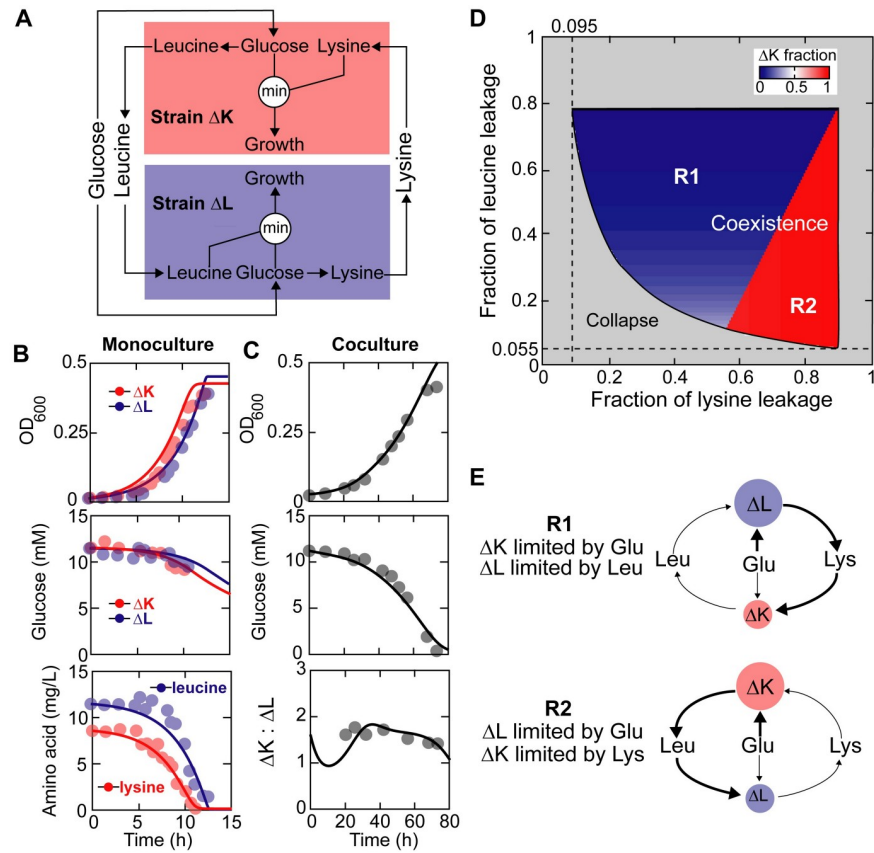 A
Leucine Glucose Lysine
min
Strain ΔK
Growth
Glucose
Leucine
Lysine
Growth
Strain ΔL
min
Leucine Glucose Lysine
B Monoculture
0.5
0.25
0
OD600
ΔK
ΔL
15
10
5
0
Glucose (mM)
ΔK
ΔL
15
10
5
0
Amino acid (mg/L)
leucine
lysine
0 5 10 15
Time (h)
C Coculture
0.5
0.25
0
OD600
15
10
5
0
Glucose (mM)
3
2
1
0
ΔK : ΔL
0 20 40 60 80
Time (h)
D
0.095
ΔK fraction
0 0.5 1
1
0.8
0.6
0.4
0.2
0.055
0
Fraction of leucine leakage
R1
Coexistence
R2
Collapse
0 0.2 0.4 0.6 0.8 1
Fraction of lysine leakage
E
R1
ΔK limited by Glu
ΔL limited by Leu
ΔL
Leu Glu Lys
ΔK
R2
ΔL limited by Glu
ΔK limited by Lys
ΔK
Leu Glu Lys
ΔL